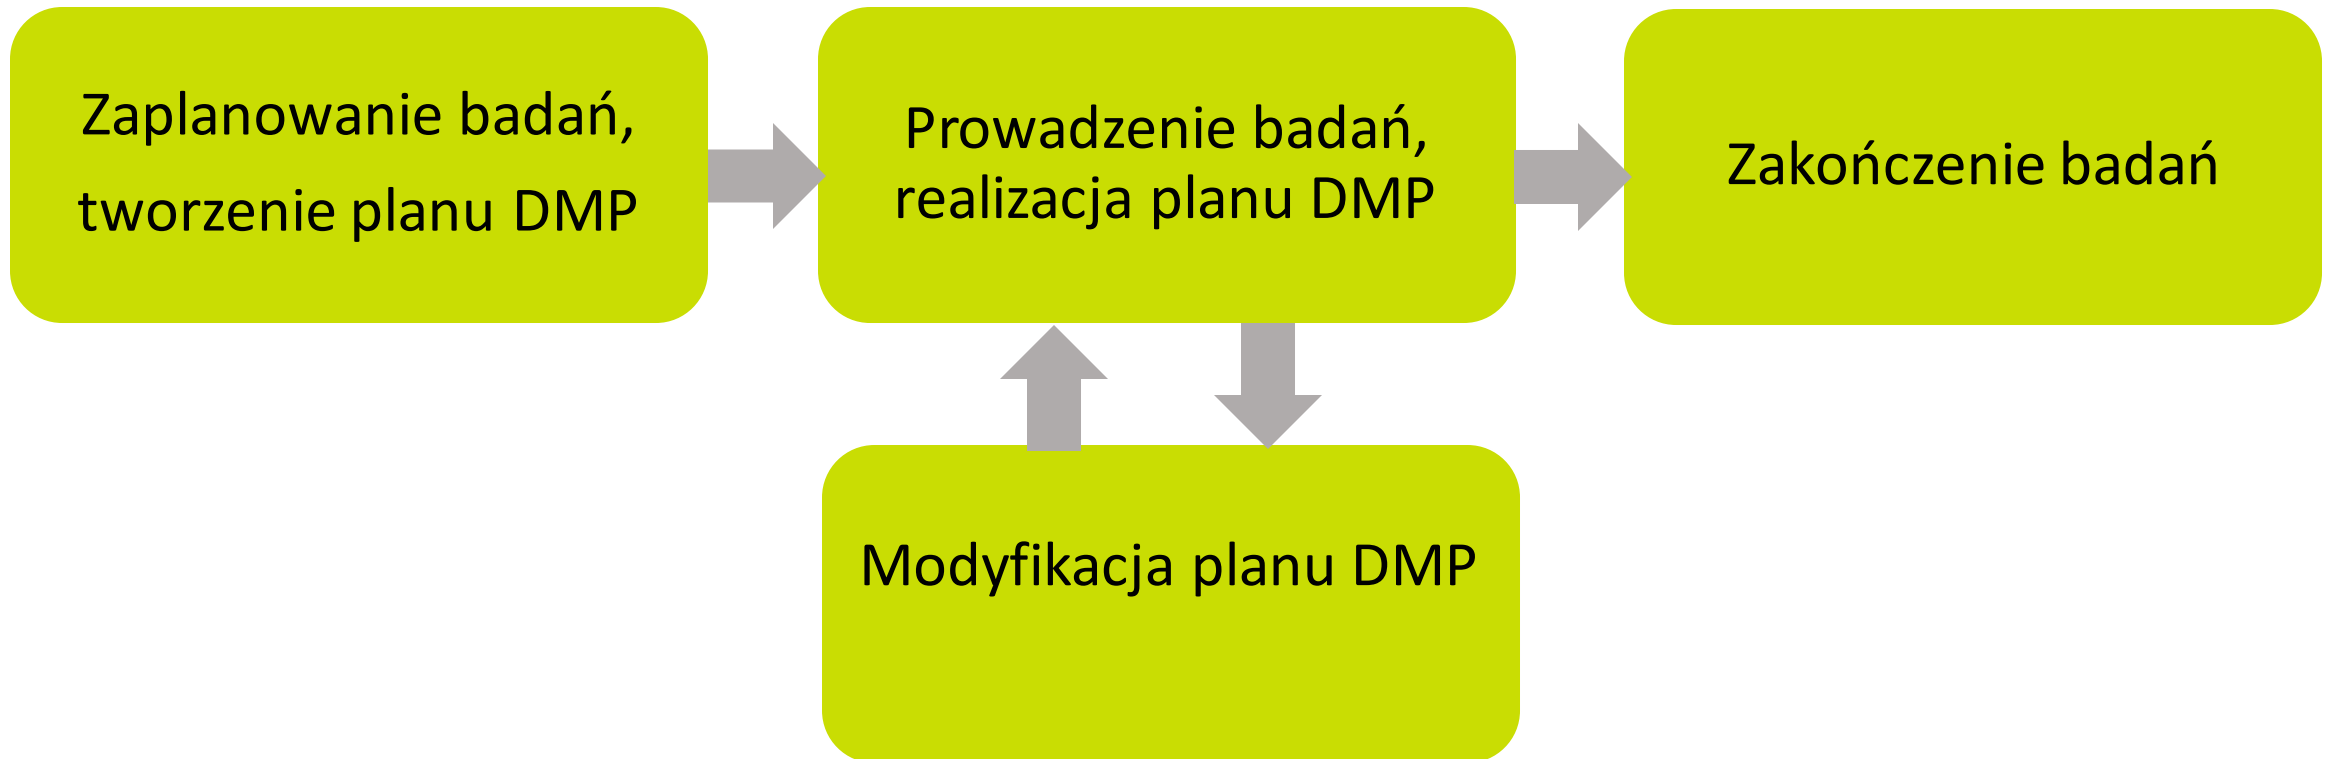 Zaplanowanie badań,
tworzenie planu DMP
Prowadzenie badań,
realizacja planu DMP
Zakończenie badań
Modyfikacja planu DMP